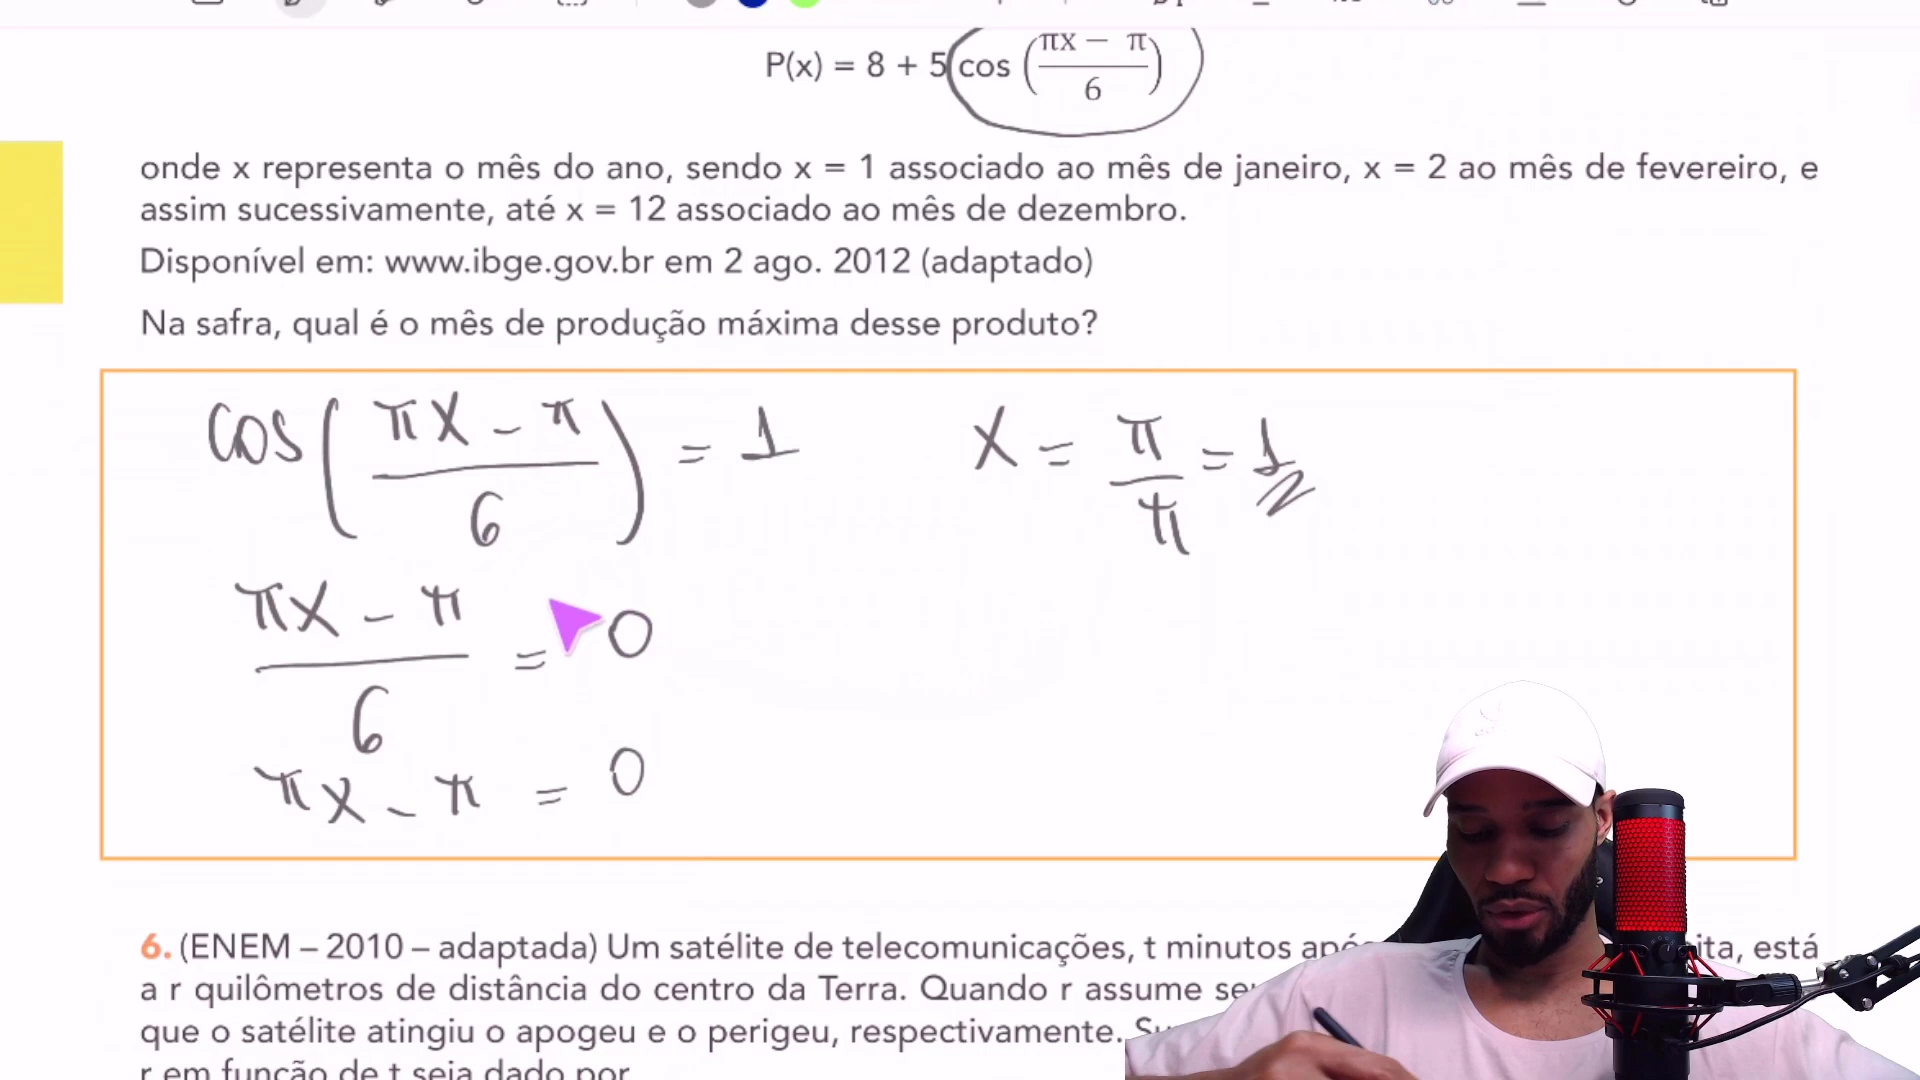 P(x) = 8 + 5 cos (πx − π / 6)
onde x representa o mês do ano, sendo x = 1 associado ao mês de janeiro, x = 2 ao mês de fevereiro, e
assim sucessivamente, até x = 12 associado ao mês de dezembro.
Disponível em: www.ibge.gov.br em 2 ago. 2012 (adaptado)
Na safra, qual é o mês de produção máxima desse produto?
cos (πx − π / 6) = 1
πx − π / 6 = 0
πx − π = 0
x = π / π = 1
6. (ENEM – 2010 – adaptada) Um satélite de telecomunicações, t minutos está
a r quilômetros de distância do centro da Terra. Quando r assume
que o satélite atingiu o apogeu e o perigeu, respectivamente.
r em função de t seja dado por